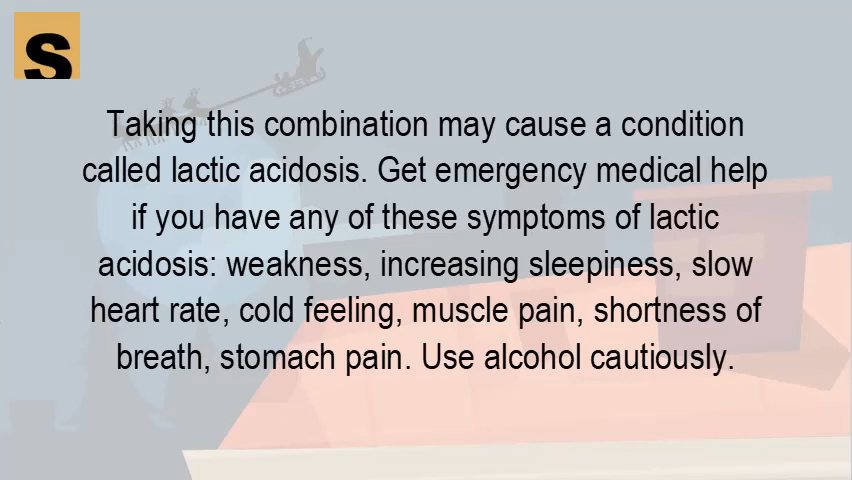 S
Taking this combination may cause a condition
called lactic acidosis. Get emergency medical help
if you have any of these symptoms of lactic
acidosis: weakness, increasing sleepiness, slow
heart rate, cold feeling, muscle pain, shortness of
breath, stomach pain. Use alcohol cautiously.